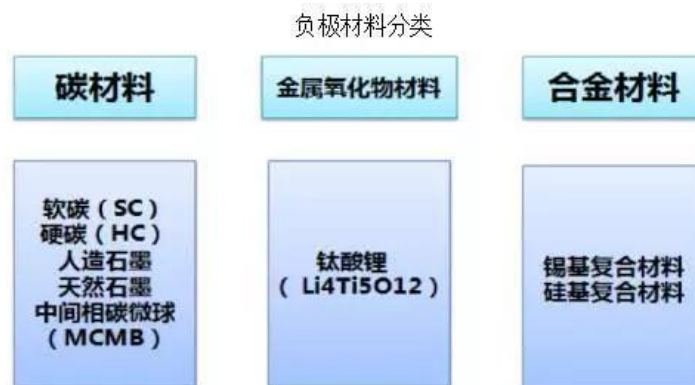 负极材料分类
碳材料
金属氧化物材料
合金材料
软碳（SC）
硬碳（HC）
人造石墨
天然石墨
中间相碳微球
（MCMB）
钛酸锂
（ Li4Ti5O12）
锡基复合材料
硅基复合材料